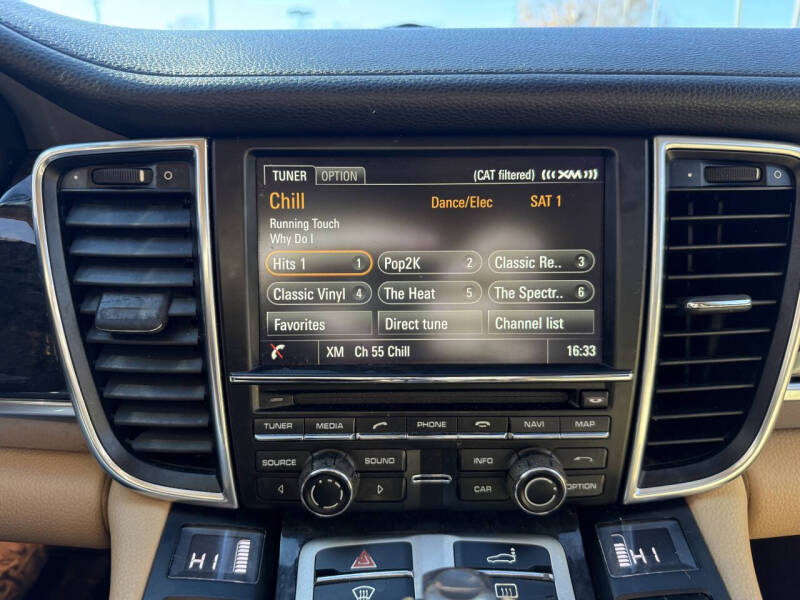 TUNER OPTION (CAT filtered) XM
Chill Dance/Elec SAT 1
Running Touch
Why Do I
Hits 1 1 Pop2K 2 Classic Re.. 3
Classic Vinyl 4 The Heat 5 The Spectr.. 6
Favorites Direct tune Channel list
XM Ch 55 Chill 16:33
TUNER MEDIA PHONE NAVI MAP
SOURCE SOUND INFO
CAR OPTION
HI HI